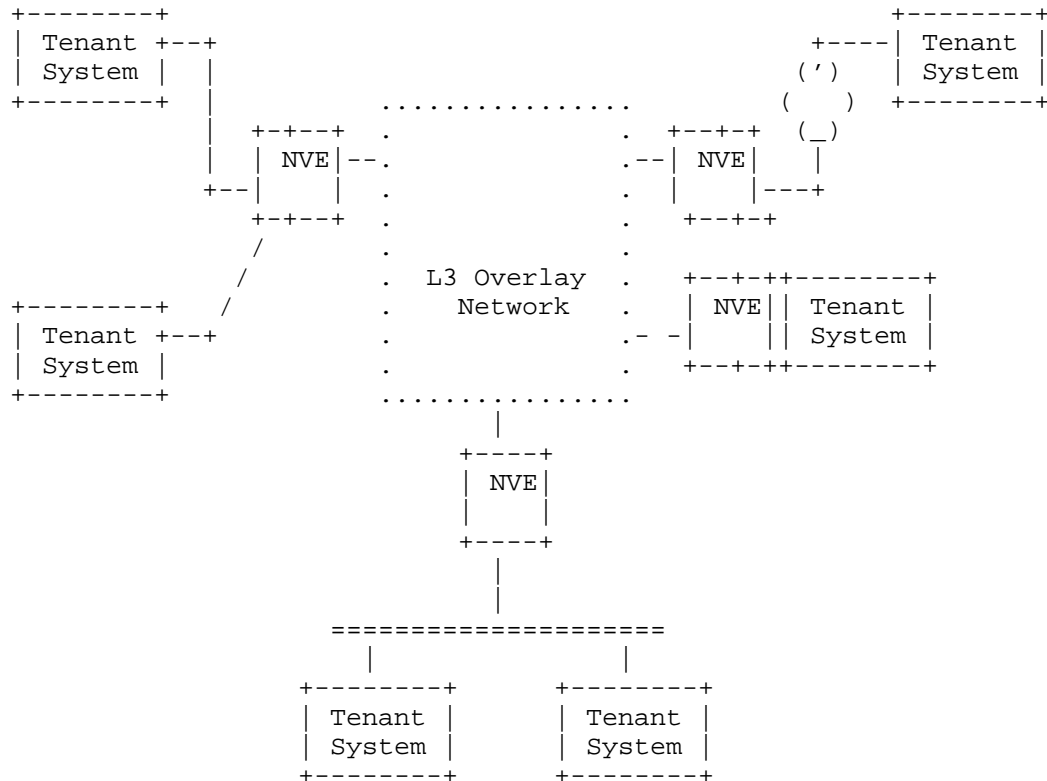 Tenant
System
Tenant
System
NVE
NVE
L3 Overlay
Network
NVE
Tenant
System
Tenant
System
NVE
Tenant
System
Tenant
System